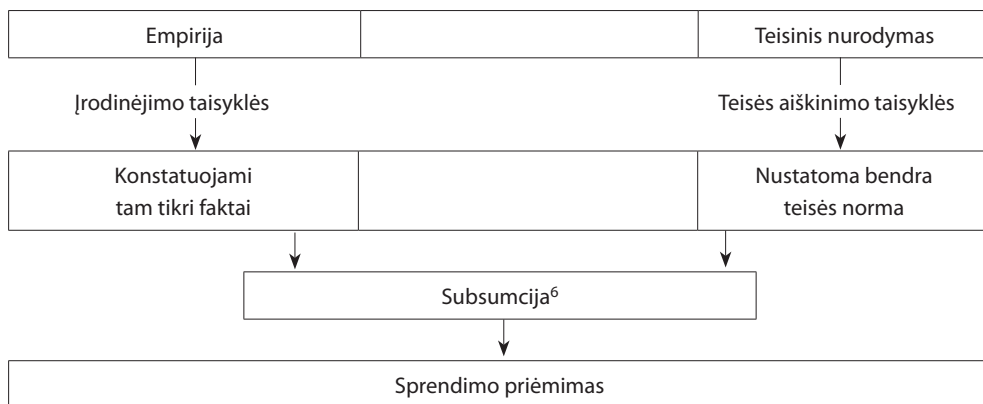 Empirija
Teisinis nurodymas
Įrodinėjimo taisyklės
Teisės aiškinimo taisyklės
Konstatuojami
tam tikri faktai
Nustatoma bendra
teisės norma
Subsumcija⁶
Sprendimo priėmimas